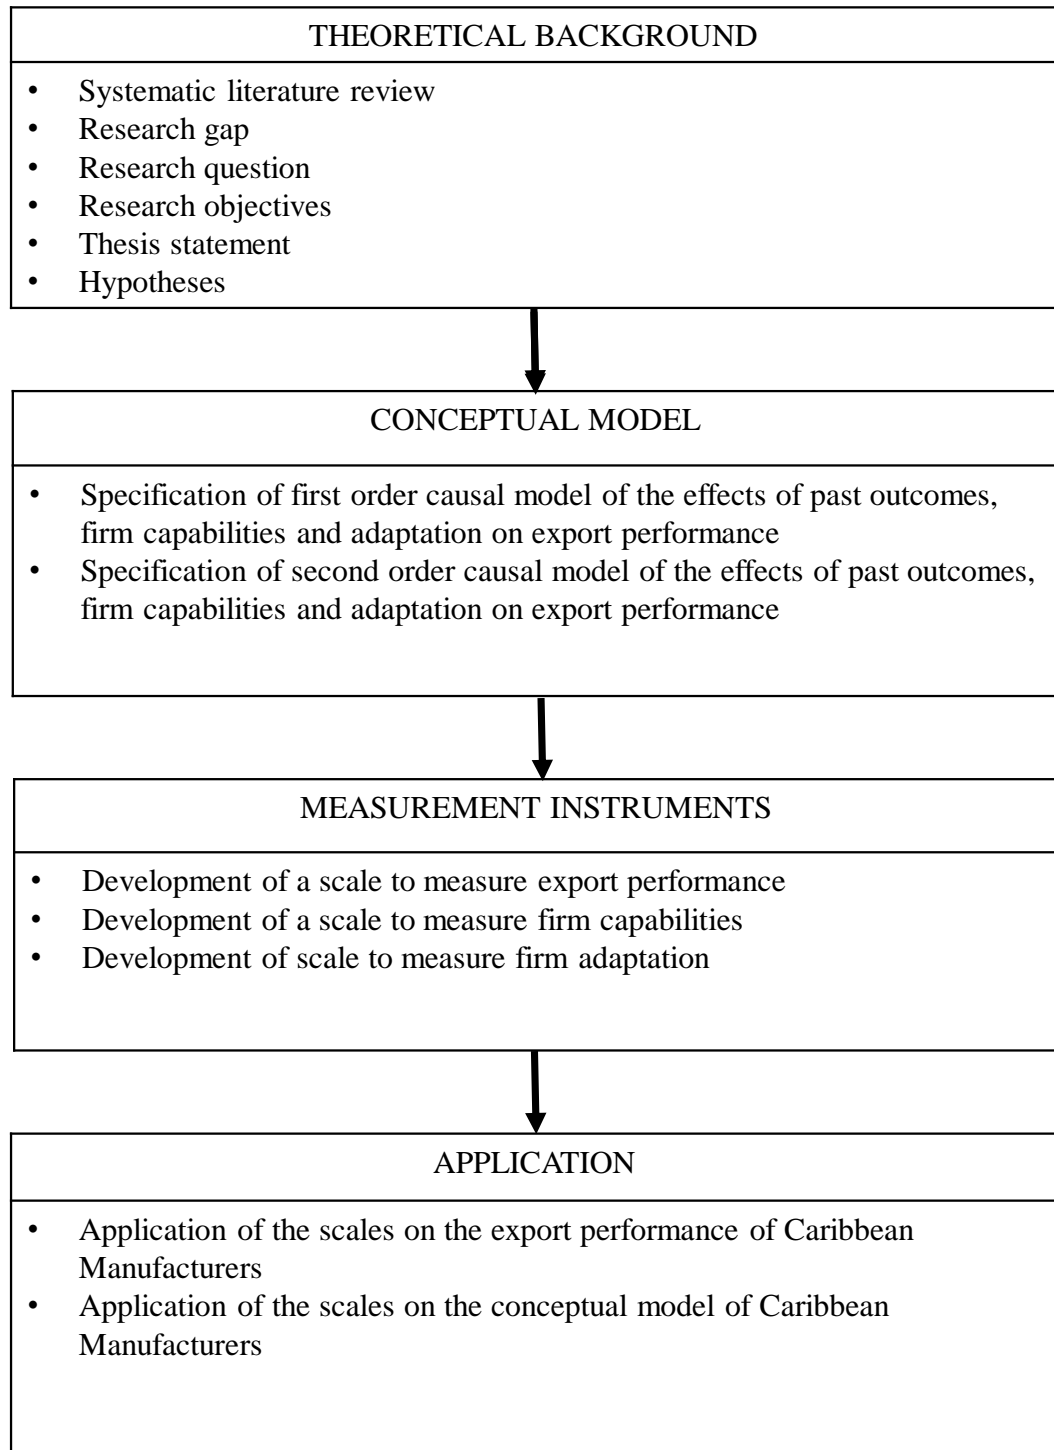 THEORETICAL BACKGROUND
• Systematic literature review
• Research gap
• Research question
• Research objectives
• Thesis statement
• Hypotheses
CONCEPTUAL MODEL
• Specification of first order causal model of the effects of past outcomes,
firm capabilities and adaptation on export performance
• Specification of second order causal model of the effects of past outcomes,
firm capabilities and adaptation on export performance
MEASUREMENT INSTRUMENTS
• Development of a scale to measure export performance
• Development of a scale to measure firm capabilities
• Development of scale to measure firm adaptation
APPLICATION
• Application of the scales on the export performance of Caribbean
Manufacturers
• Application of the scales on the conceptual model of Caribbean
Manufacturers